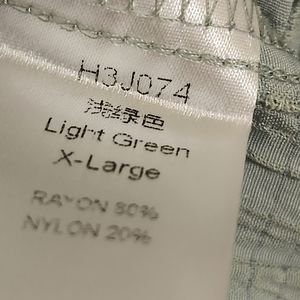 H3J074
浅绿色
Light Green
X-Large
RAYON 80%
NYLON 20%